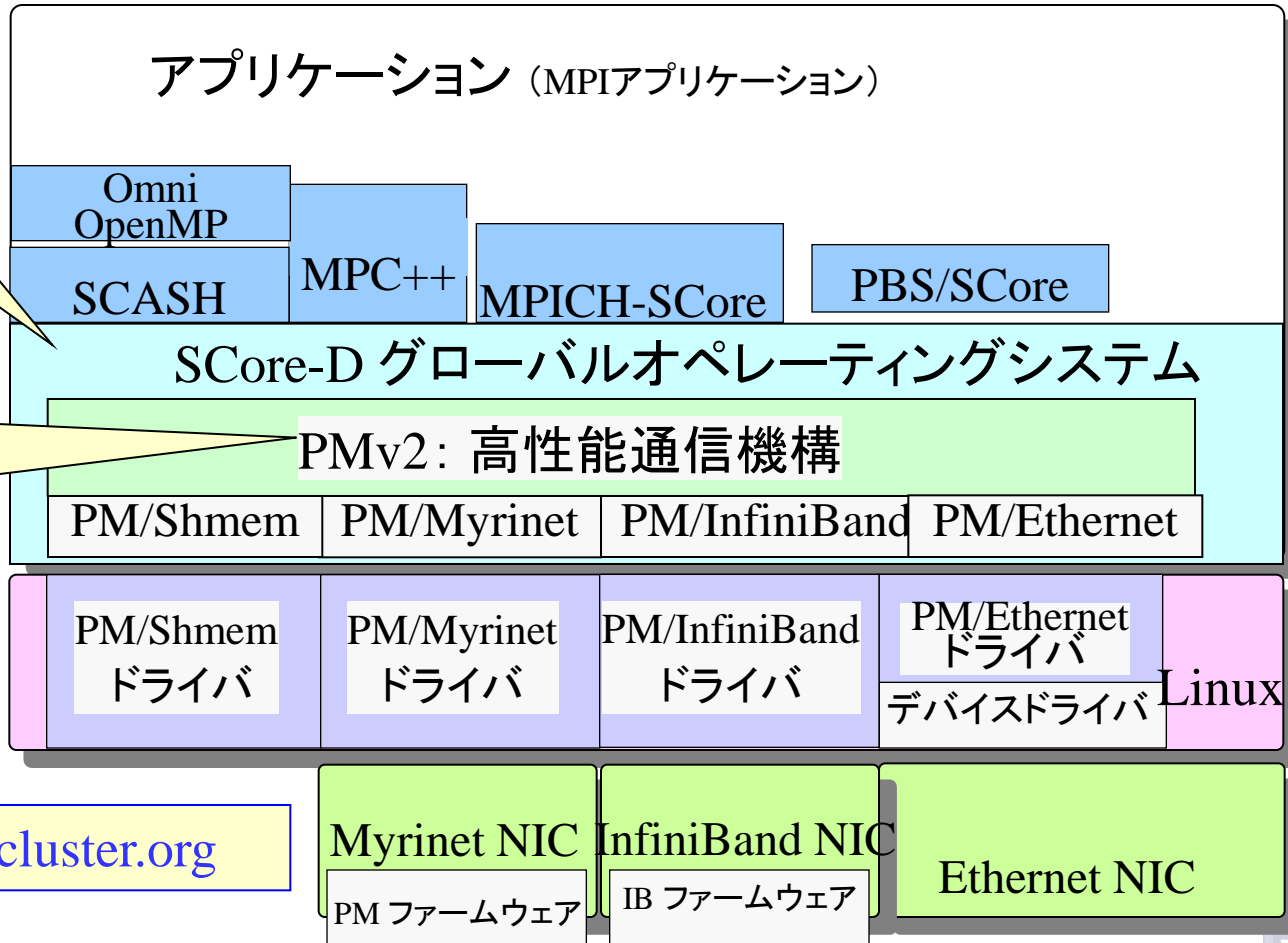 アプリケーション（MPIアプリケーション）
Omni
OpenMP
SCASH
MPC++
MPICH-SCore
PBS/SCore
SCore-D グローバルオペレーティングシステム
PMv2：高性能通信機構
PM/Shmem
PM/Myrinet
PM/InfiniBand
PM/Ethernet
PM/Shmem
ドライバ
PM/Myrinet
ドライバ
PM/InfiniBand
ドライバ
PM/Ethernet
ドライバ
デバイスドライバ
Linux
cluster.org
Myrinet NIC
PM ファームウェア
InfiniBand NIC
IB ファームウェア
Ethernet NIC